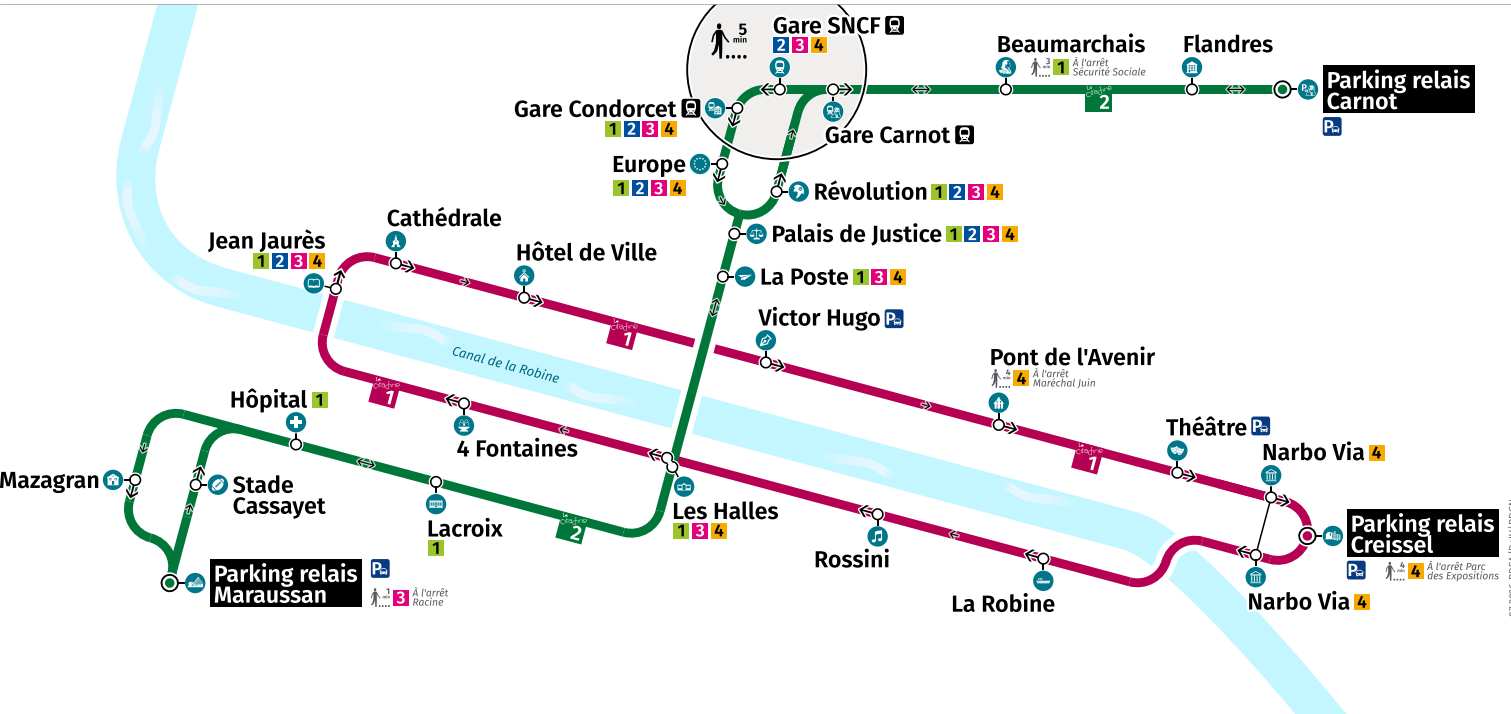 5
min
Gare SNCF
2 3 4
Beaumarchais
3
min
1
À l'arrêt
Sécurité Sociale
Flandres
Parking relais
Carnot
La Citadine
2
Gare Condorcet
1 2 3 4
Gare Carnot
Europe
1 2 3 4
Révolution 1 2 3 4
Palais de Justice 1 2 3 4
La Poste 1 3 4
Cathédrale
Jean Jaurès
1 2 3 4
Hôtel de Ville
1
Victor Hugo
Canal de la Robine
Pont de l'Avenir
4
min
4
À l'arrêt
Maréchal Juin
1
Hôpital 1
4 Fontaines
Théâtre
Narbo Via 4
1
Mazagran
Stade
Cassayet
Lacroix
1
2
Les Halles
1 3 4
Rossini
Parking relais
Creissel
4
min
4
À l'arrêt Parc
des Expositions
Parking relais
Maraussan
1
min
3
À l'arrêt
Racine
La Robine
Narbo Via 4